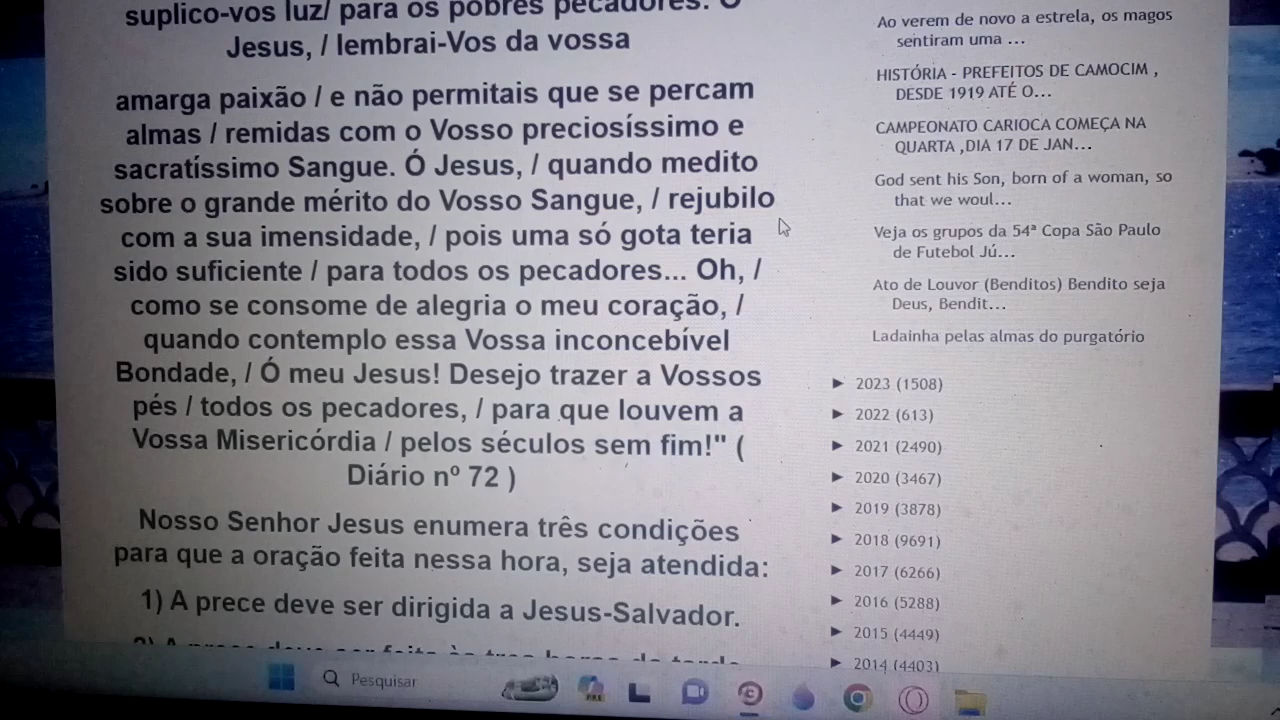 suplico-vos luz/ para os pobres pecadores. Ó
Jesus, / lembrai-Vos da vossa
amarga paixão / e não permitais que se percam
almas / remidas com o Vosso preciosíssimo e
sacratíssimo Sangue. Ó Jesus, / quando medito
sobre o grande mérito do Vosso Sangue, / rejubilo
com a sua imensidade, / pois uma só gota teria
sido suficiente / para todos os pecadores... Oh, /
como se consome de alegria o meu coração, /
quando contemplo essa Vossa inconcebível
Bondade, / Ó meu Jesus! Desejo trazer a Vossos
pés / todos os pecadores, / para que louvem a
Vossa Misericórdia / pelos séculos sem fim!" (
Diário nº 72 )
Nosso Senhor Jesus enumera três condições
para que a oração feita nessa hora, seja atendida:
1) A prece deve ser dirigida a Jesus-Salvador.
Ao verem de novo a estrela, os magos
sentiram uma ...
HISTÓRIA - PREFEITOS DE CAMOCIM ,
DESDE 1919 ATÉ O...
CAMPEONATO CARIOCA COMEÇA NA
QUARTA ,DIA 17 DE JAN...
God sent his Son, born of a woman, so
that we woul...
Veja os grupos da 54ª Copa São Paulo
de Futebol Jú...
Ato de Louvor (Benditos) Bendito seja
Deus, Bendit...
Ladainha pelas almas do purgatório
► 2023 (1508)
► 2022 (613)
► 2021 (2490)
► 2020 (3467)
► 2019 (3878)
► 2018 (9691)
► 2017 (6266)
► 2016 (5288)
► 2015 (4449)
► 2014 (4403)
Pesquisar
PRE